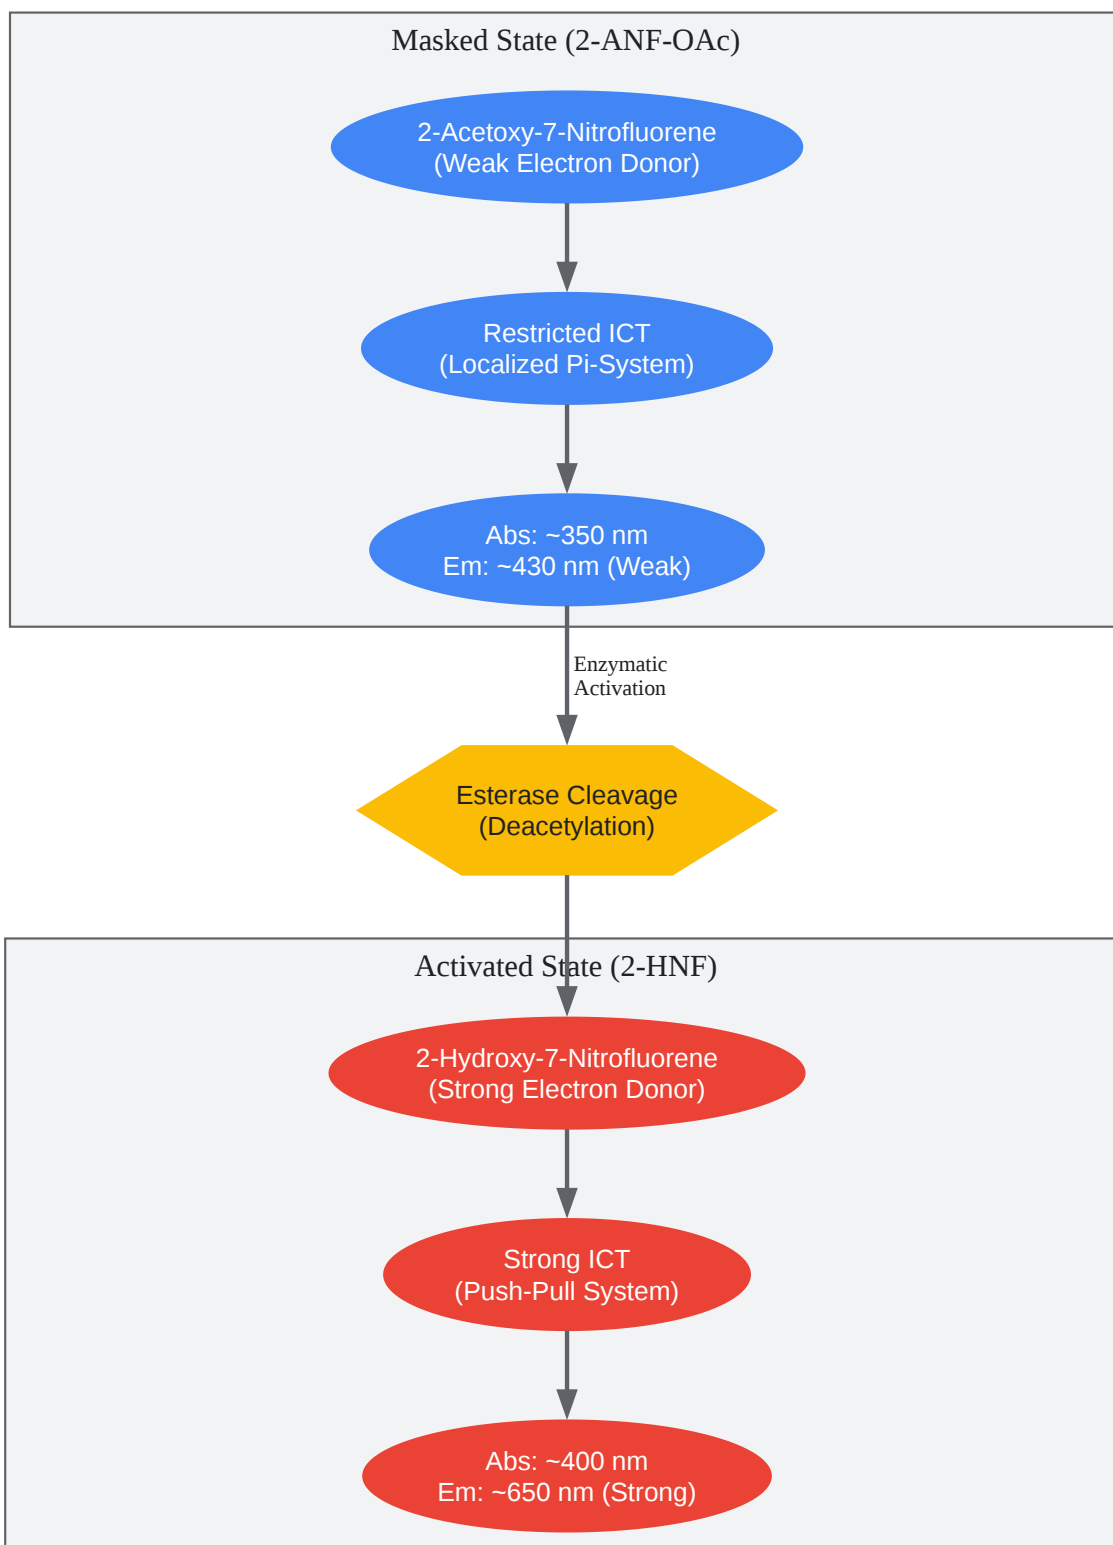 Masked State (2-ANF-OAc)
2-Acetoxy-7-Nitrofluorene
(Weak Electron Donor)
Restricted ICT
(Localized Pi-System)
Abs: ~350 nm
Em: ~430 nm (Weak)
Enzymatic
Activation
Esterase Cleavage
(Deacetylation)
Activated State (2-HNF)
2-Hydroxy-7-Nitrofluorene
(Strong Electron Donor)
Strong ICT
(Push-Pull System)
Abs: ~400 nm
Em: ~650 nm (Strong)